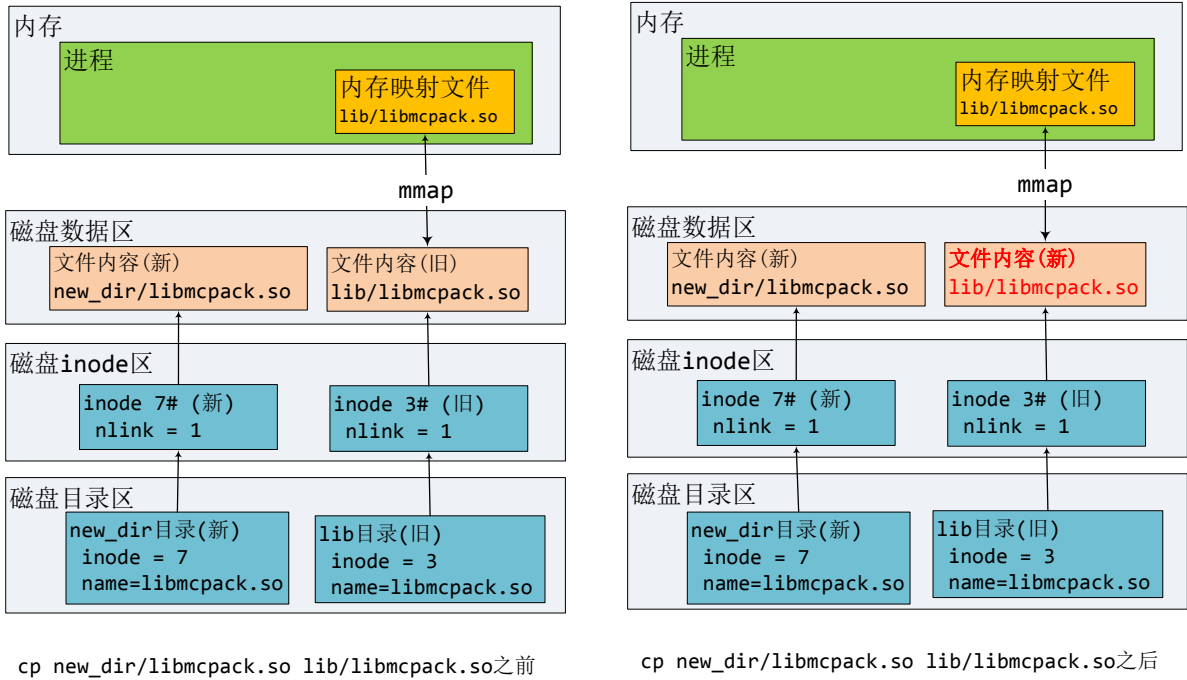 内存
进程
内存映射文件
lib/libmcpack.so
mmap
磁盘数据区
文件内容(新)
new_dir/libmcpack.so
文件内容(旧)
lib/libmcpack.so
磁盘inode区
inode 7# (新)
nlink = 1
inode 3# (旧)
nlink = 1
磁盘目录区
new_dir目录(新)
inode = 7
name=libmcpack.so
lib目录(旧)
inode = 3
name=libmcpack.so
cp new_dir/libmcpack.so lib/libmcpack.so之前
内存
进程
内存映射文件
lib/libmcpack.so
mmap
磁盘数据区
文件内容(新)
new_dir/libmcpack.so
文件内容(新)
lib/libmcpack.so
磁盘inode区
inode 7# (新)
nlink = 1
inode 3# (旧)
nlink = 1
磁盘目录区
new_dir目录(新)
inode = 7
name=libmcpack.so
lib目录(旧)
inode = 3
name=libmcpack.so
cp new_dir/libmcpack.so lib/libmcpack.so之后